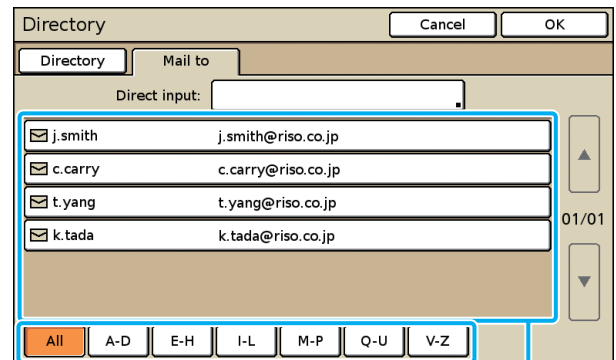 Directory Cancel OK
Directory Mail to
Direct input:
j.smith j.smith@riso.co.jp
c.carry c.carry@riso.co.jp
t.yang t.yang@riso.co.jp
01/01
k.tada k.tada@riso.co.jp
All A-D E-H I-L M-P Q-U V-Z